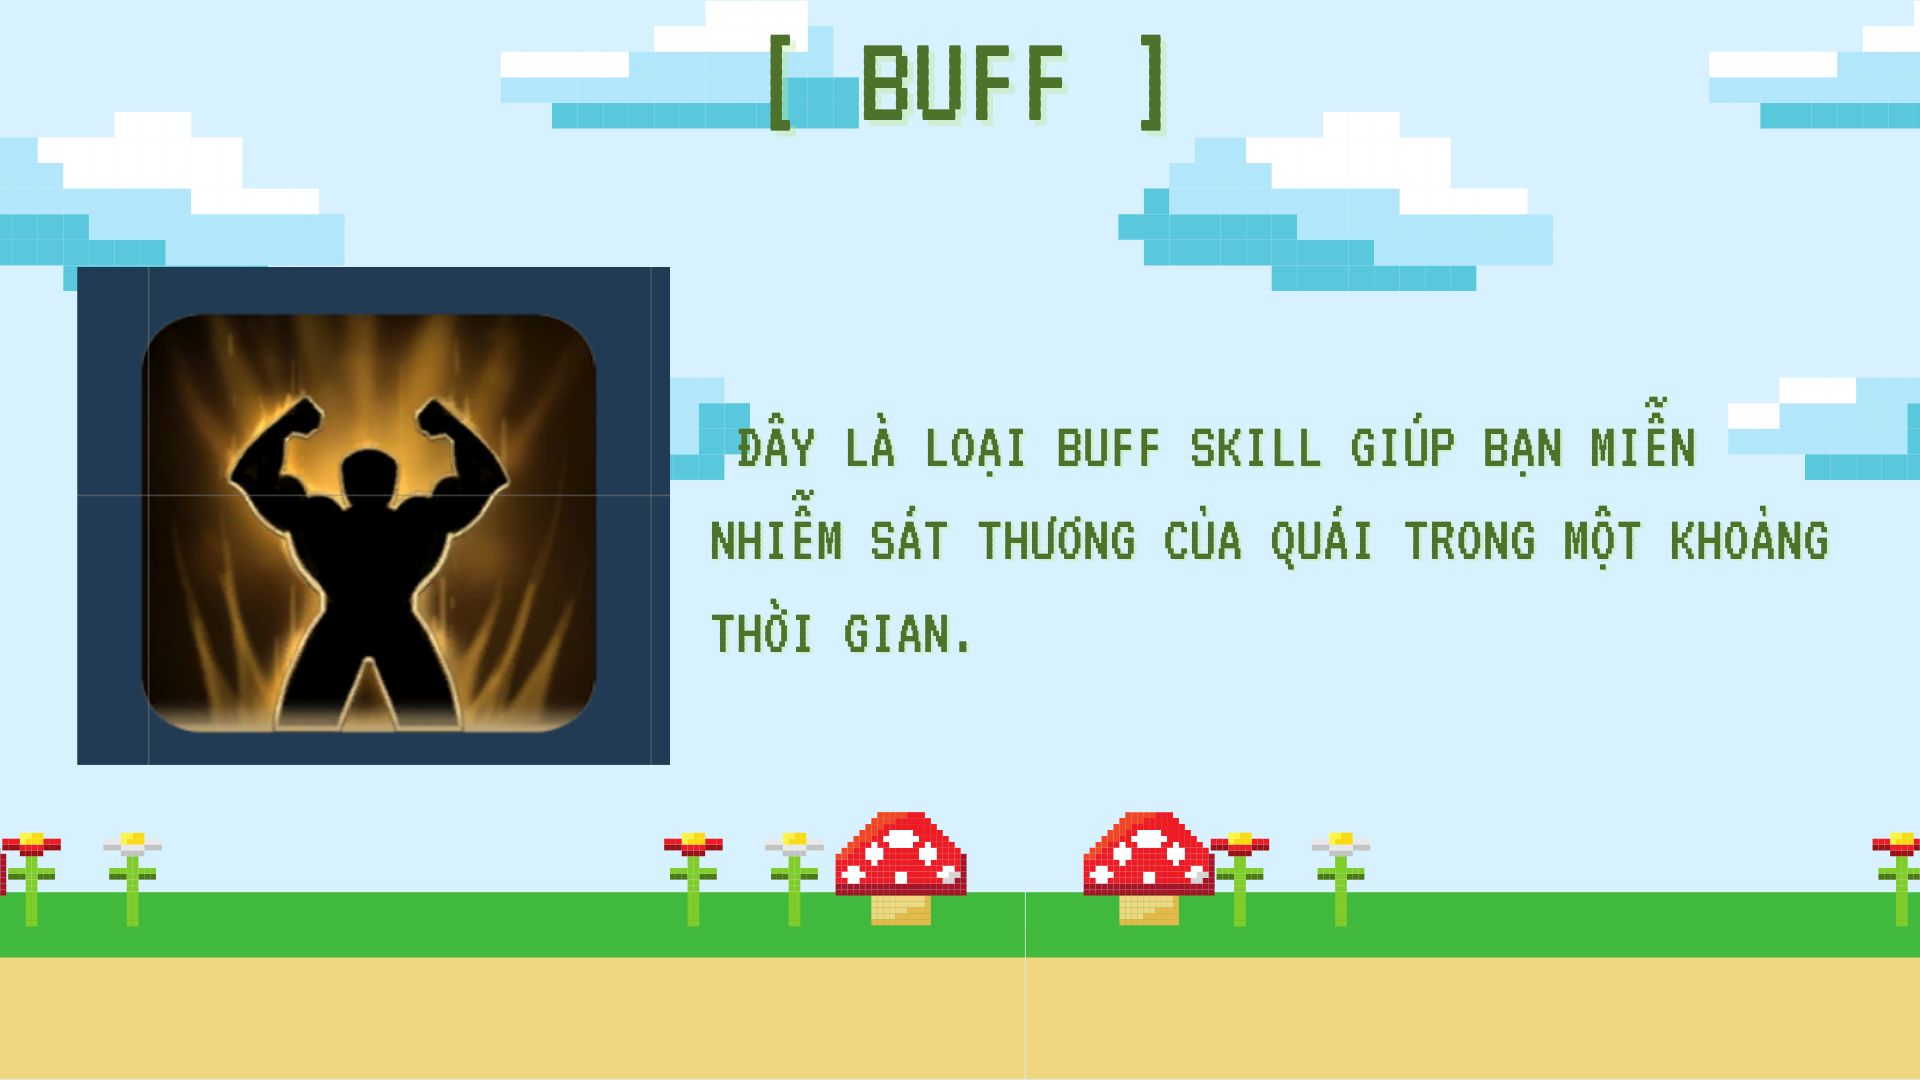 [ BUFF ]
ĐÂY LÀ LOẠI BUFF SKILL GIÚP BẠN MIỄN
NHIỄM SÁT THƯƠNG CỦA QUÁI TRONG MỘT KHOẢNG
THỜI GIAN.